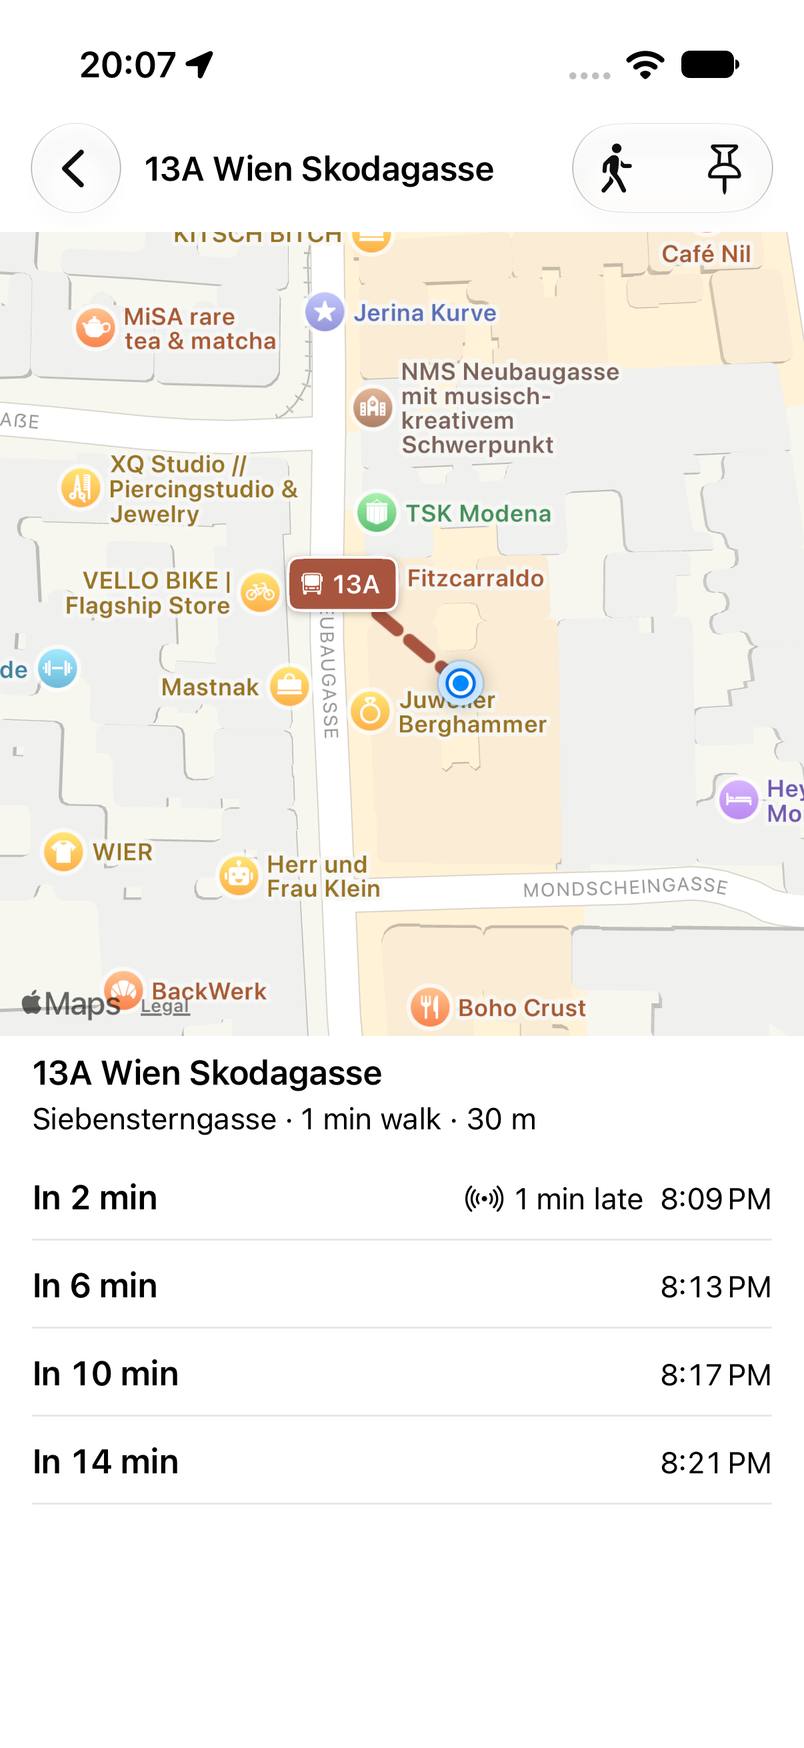 20:07
13A Wien Skodagasse
KITSCH BITCH
Café Nil
MiSA rare
tea & matcha
Jerina Kurve
NMS Neubaugasse
mit musisch-
kreativem
Schwerpunkt
AẞE
XQ Studio //
Piercingstudio &
Jewelry
TSK Modena
VELLO BIKE |
Flagship Store
13A
Fitzcarraldo
UBAUGASSE
de
Mastnak
Juwelier
Berghammer
Hey
Mo
WIER
Herr und
Frau Klein
MONDSCHEINGASSE
BackWerk
Maps
Legal
Boho Crust
13A Wien Skodagasse
Siebensterngasse · 1 min walk · 30 m
In 2 min 1 min late 8:09 PM
In 6 min 8:13 PM
In 10 min 8:17 PM
In 14 min 8:21 PM